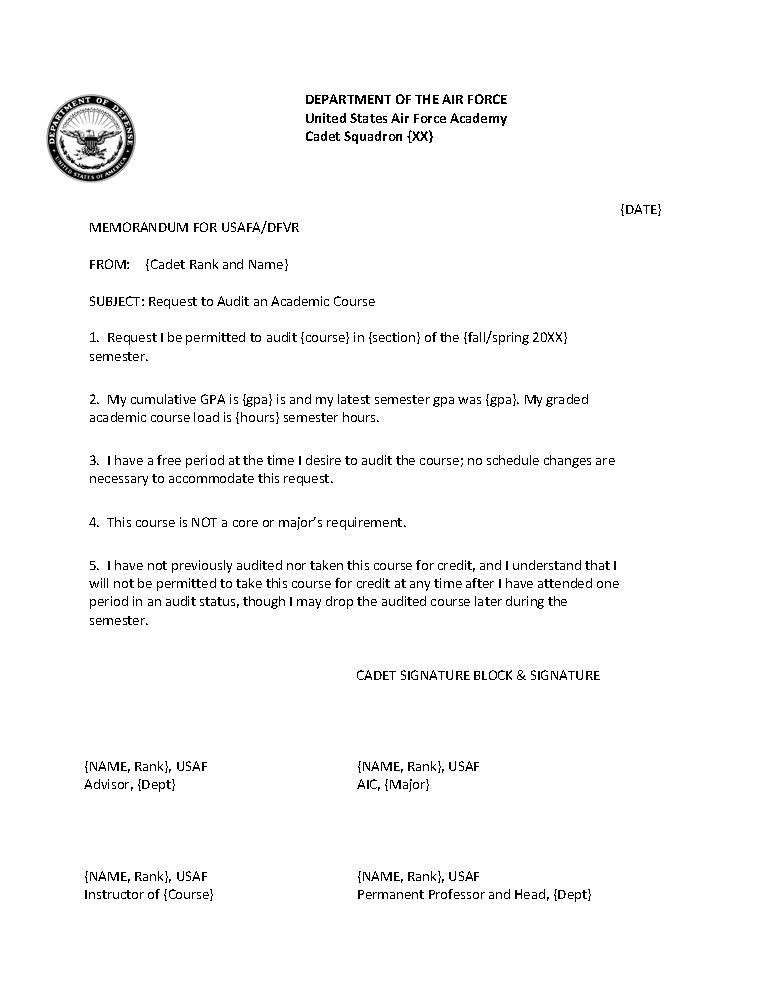 DEPARTMENT OF THE AIR FORCE
United States Air Force Academy
Cadet Squadron {XX}
DEPARTMENT OF DEFENSE
UNITED STATES OF AMERICA
{DATE}
MEMORANDUM FOR USAFA/DFVR
FROM: {Cadet Rank and Name}
SUBJECT: Request to Audit an Academic Course
1. Request I be permitted to audit {course} in {section} of the {fall/spring 20XX}
semester.
2. My cumulative GPA is {gpa} is and my latest semester gpa was {gpa}. My graded
academic course load is {hours} semester hours.
3. I have a free period at the time I desire to audit the course; no schedule changes are
necessary to accommodate this request.
4. This course is NOT a core or major’s requirement.
5. I have not previously audited nor taken this course for credit, and I understand that I
will not be permitted to take this course for credit at any time after I have attended one
period in an audit status, though I may drop the audited course later during the
semester.
CADET SIGNATURE BLOCK & SIGNATURE
{NAME, Rank}, USAF
Advisor, {Dept}
{NAME, Rank}, USAF
AIC, {Major}
{NAME, Rank}, USAF
Instructor of {Course}
{NAME, Rank}, USAF
Permanent Professor and Head, {Dept}